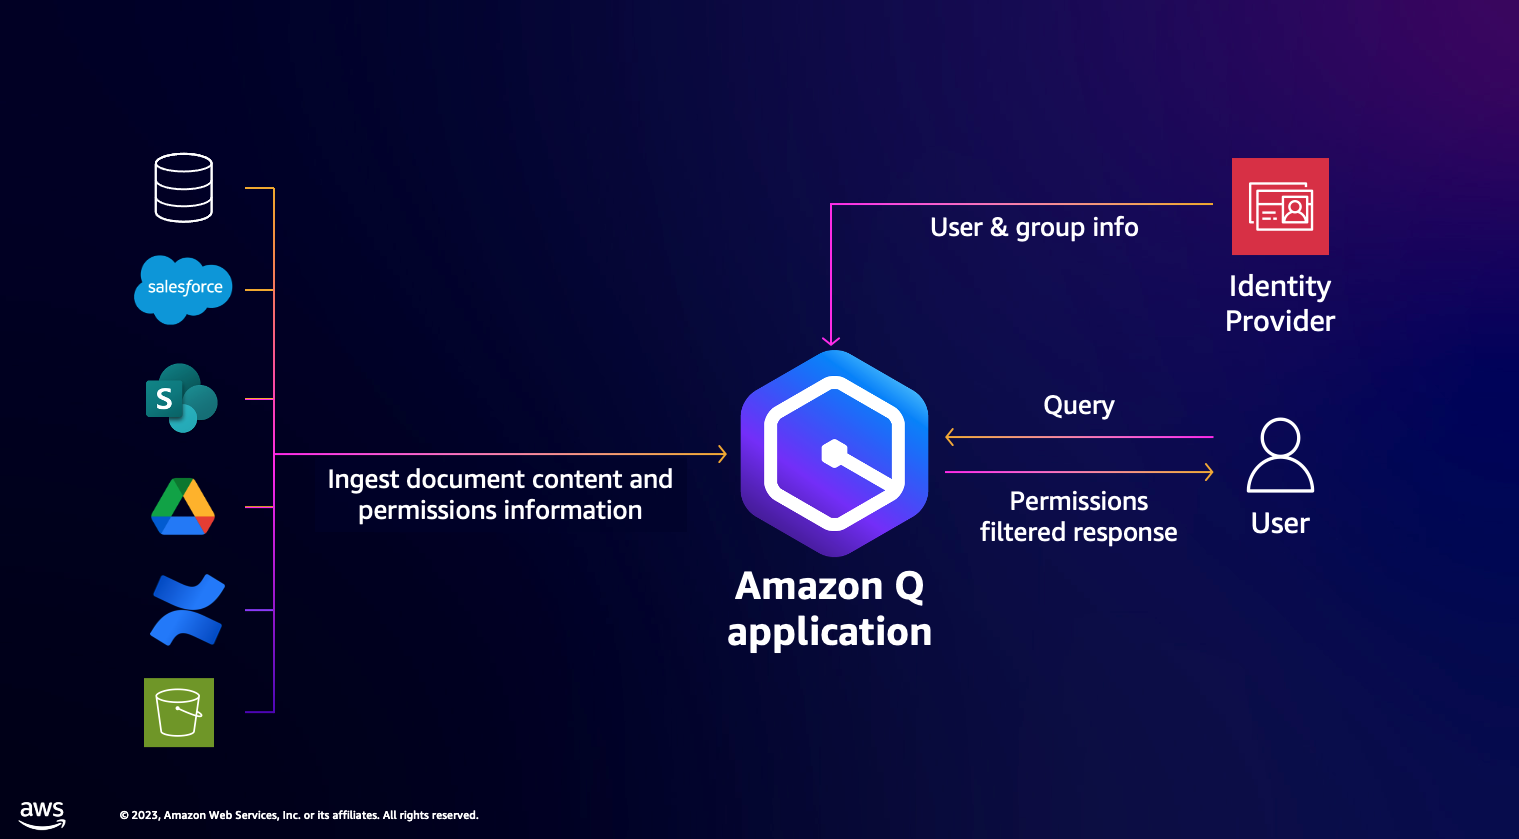 salesforce
S
Ingest document content and
permissions information
Amazon Q
application
User & group info
Identity
Provider
Query
Permissions
filtered response
User
aws
© 2023, Amazon Web Services, Inc. or its affiliates. All rights reserved.